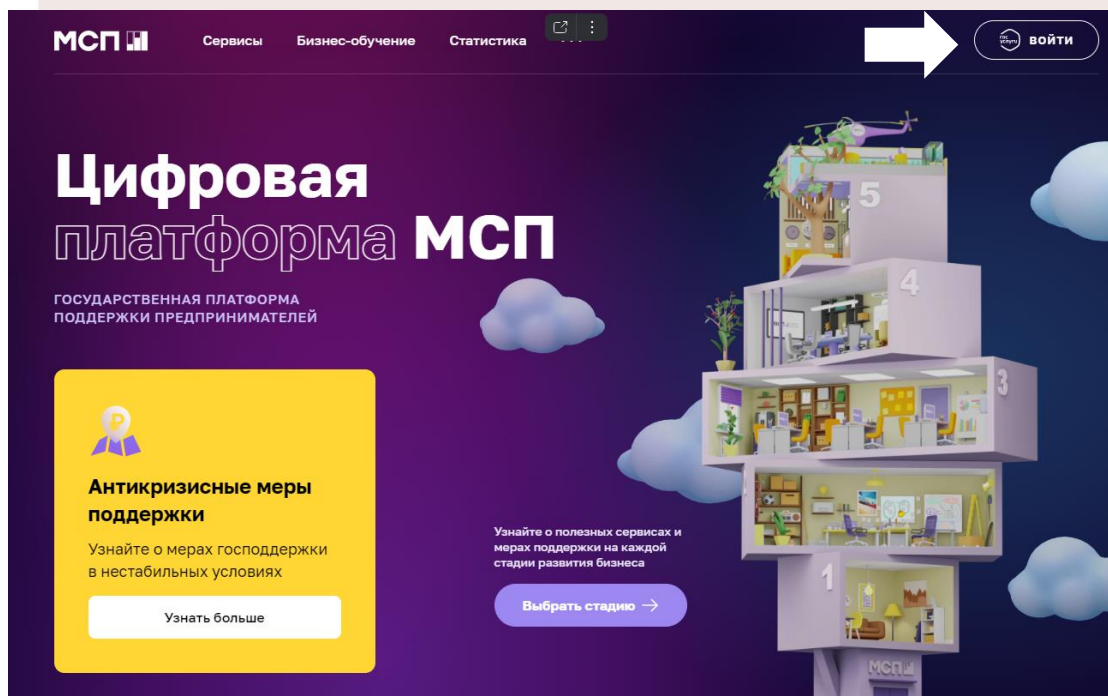 МСП
Сервисы Бизнес-обучение Статистика
гос услуги ВОЙТИ
Цифровая
платформа МСП
ГОСУДАРСТВЕННАЯ ПЛАТФОРМА
ПОДДЕРЖКИ ПРЕДПРИНИМАТЕЛЕЙ
Антикризисные меры
поддержки
Узнайте о мерах господдержки
в нестабильных условиях
Узнать больше
Узнайте о полезных сервисах и
мерах поддержки на каждой
стадии развития бизнеса
Выбрать стадию →
5
4
3
1
МСП